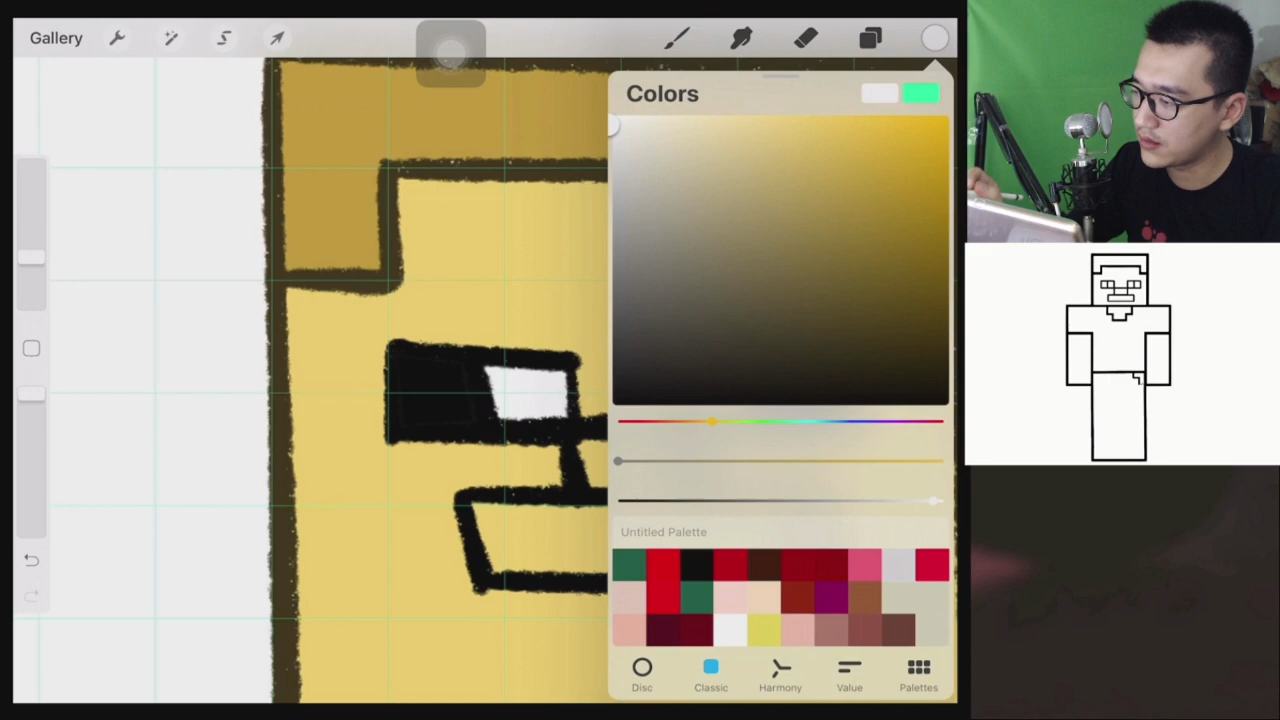 Gallery
Colors
Untitled Palette
Disc
Classic
Harmony
Value
Palettes